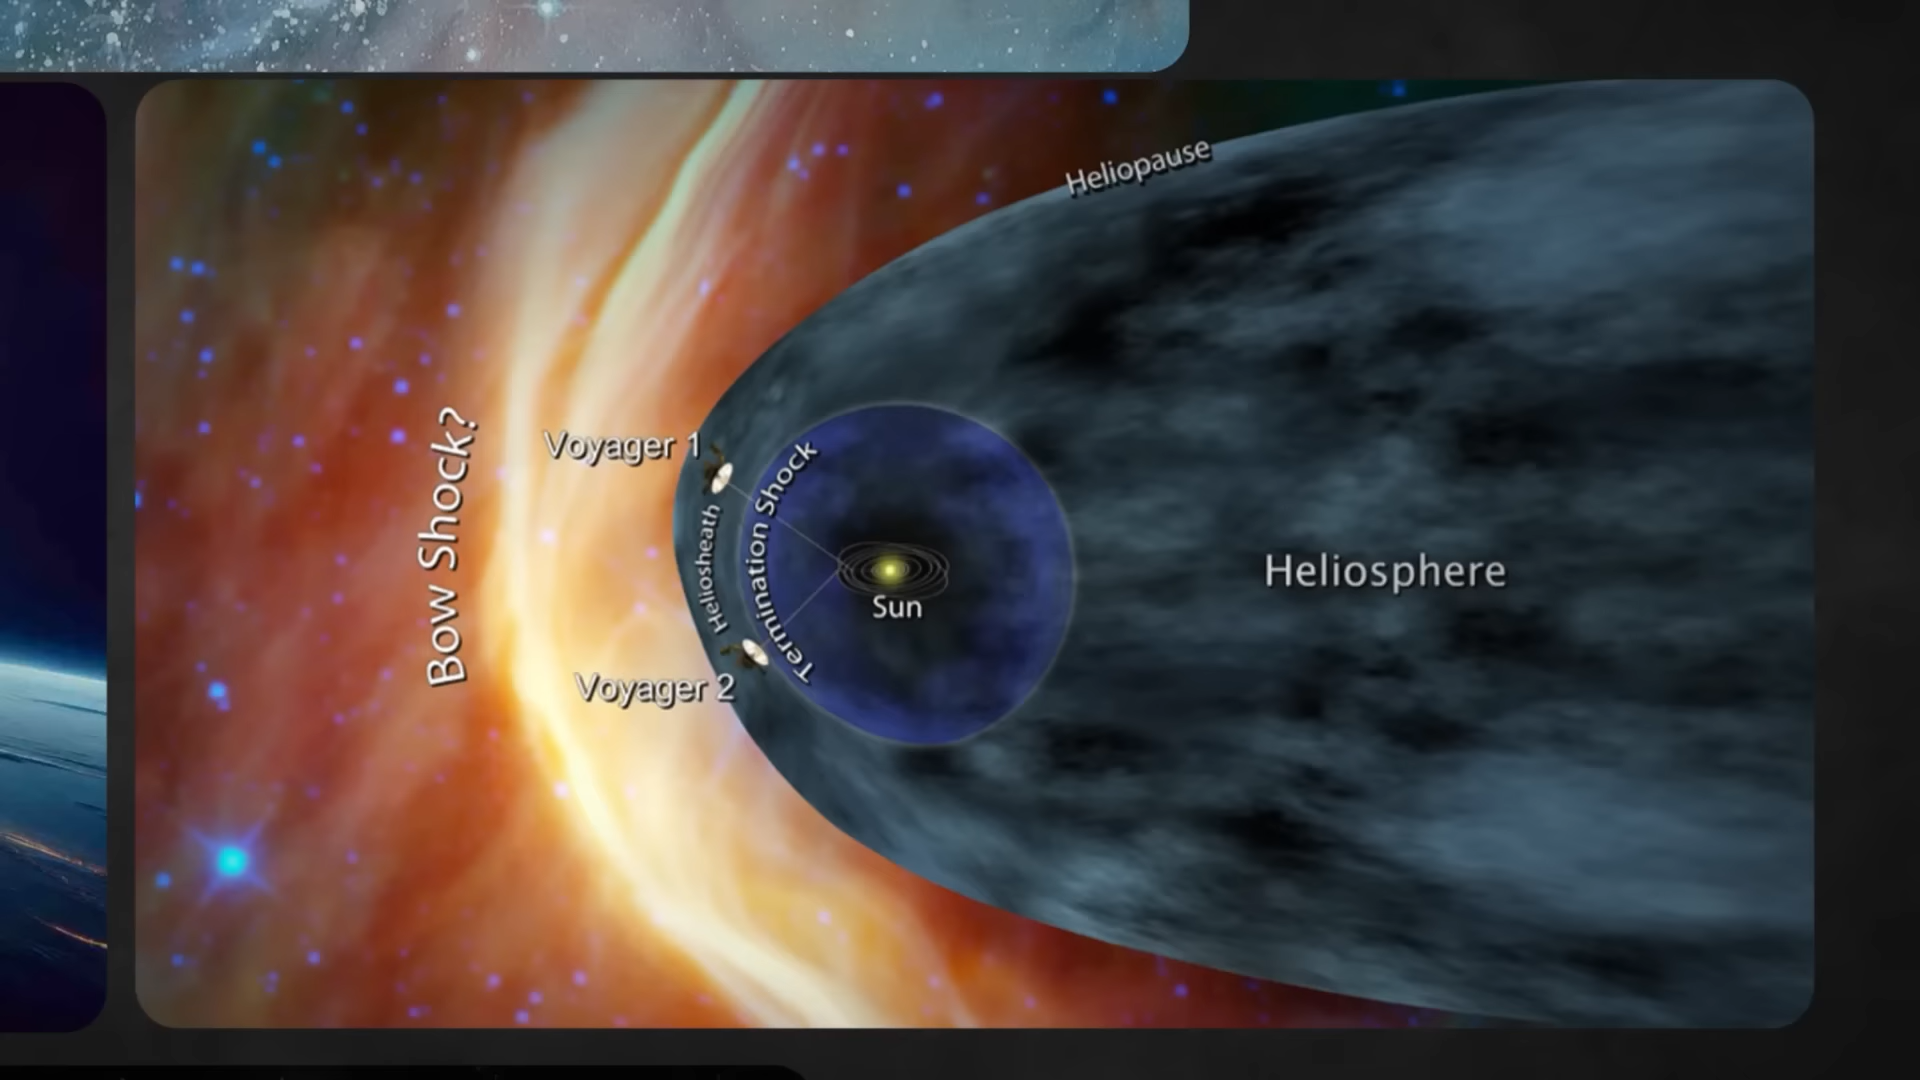 Heliopause
Voyager 1
Bow Shock?
Heliosheath
Termination Shock
Sun
Heliosphere
Voyager 2